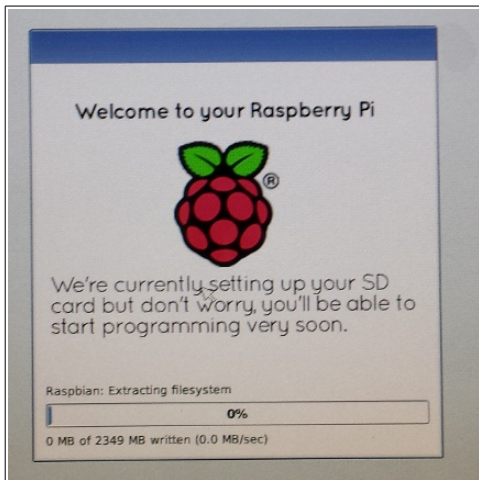 Welcome to your Raspberry Pi
®
We're currently setting up your SD
card but don't worry, you'll be able to
start programming very soon.
Raspbian: Extracting filesystem
0%
0 MB of 2349 MB written (0.0 MB/sec)